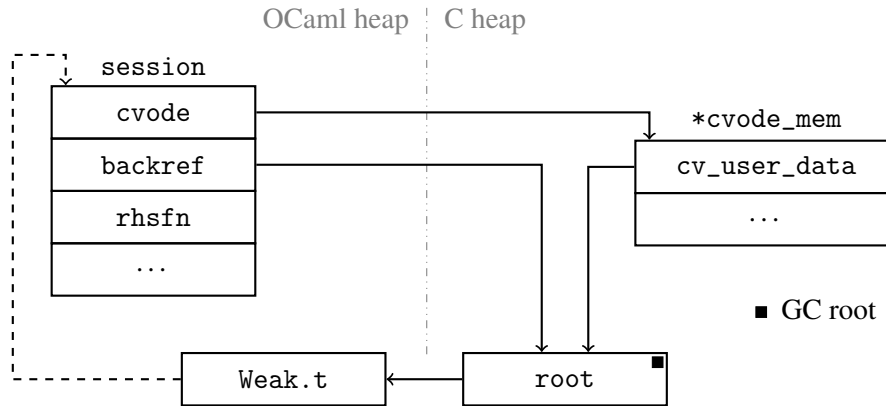 OCaml heap
C heap
session
cvode
backref
rhsfn
...
*cvode_mem
cv_user_data
...
GC root
Weak.t
root